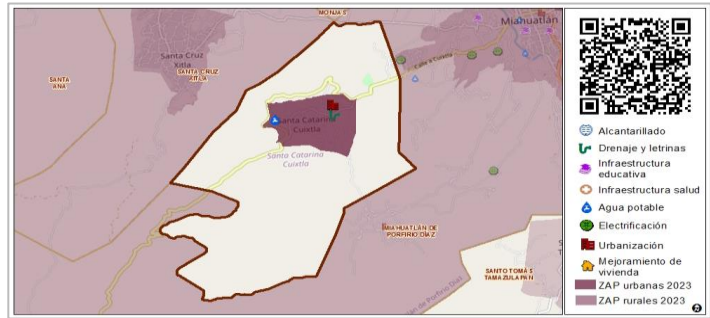 MONJAS
Miahuatlán
Santa Cruz
Xitla
SANTA CRUZ
XITLA
SANTA
ANA
Calle a Cuixtla
Santa Catarina
Cuixtla
Santa Catarina
Cuixtla
MIAHUATLÁN DE
PORFIRIO DÍAZ
SANTO TOMÁS
TAMAZULAPAN
Alcantarillado
Drenaje y letrinas
Infraestructura
educativa
Infraestructura salud
Agua potable
Electrificación
Urbanización
Mejoramiento de
vivienda
ZAP urbanas 2023
ZAP rurales 2023